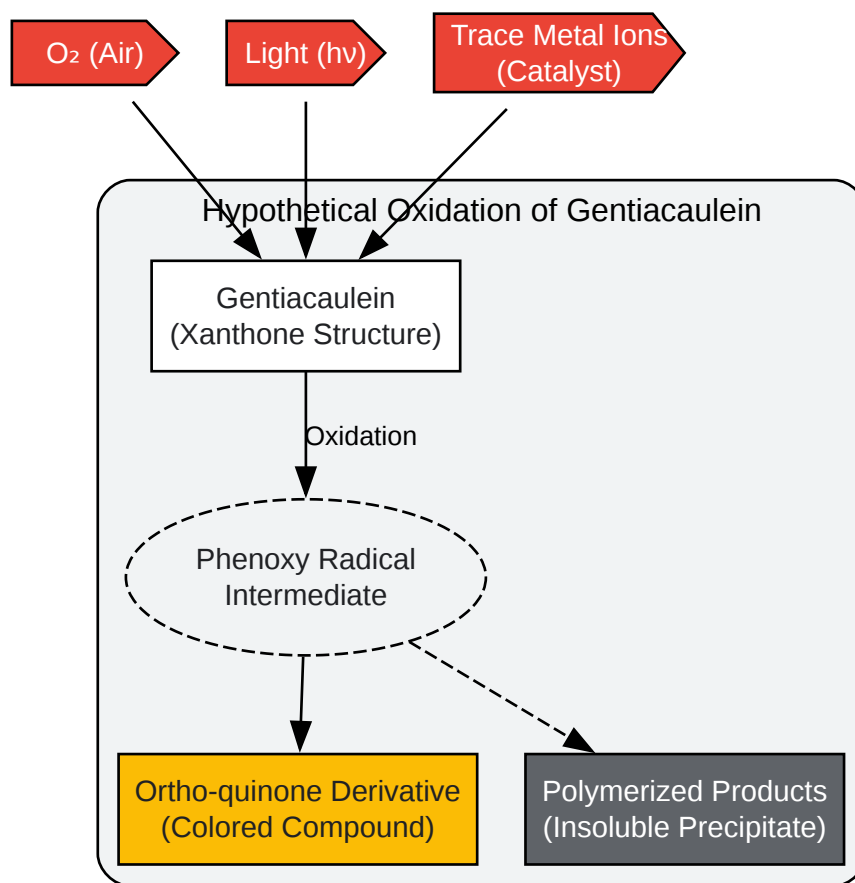 O₂ (Air)
Light (hν)
Trace Metal Ions
(Catalyst)
Hypothetical Oxidation of Gentiacaulein
Gentiacaulein
(Xanthone Structure)
Oxidation
Phenoxy Radical
Intermediate
Ortho-quinone Derivative
(Colored Compound)
Polymerized Products
(Insoluble Precipitate)